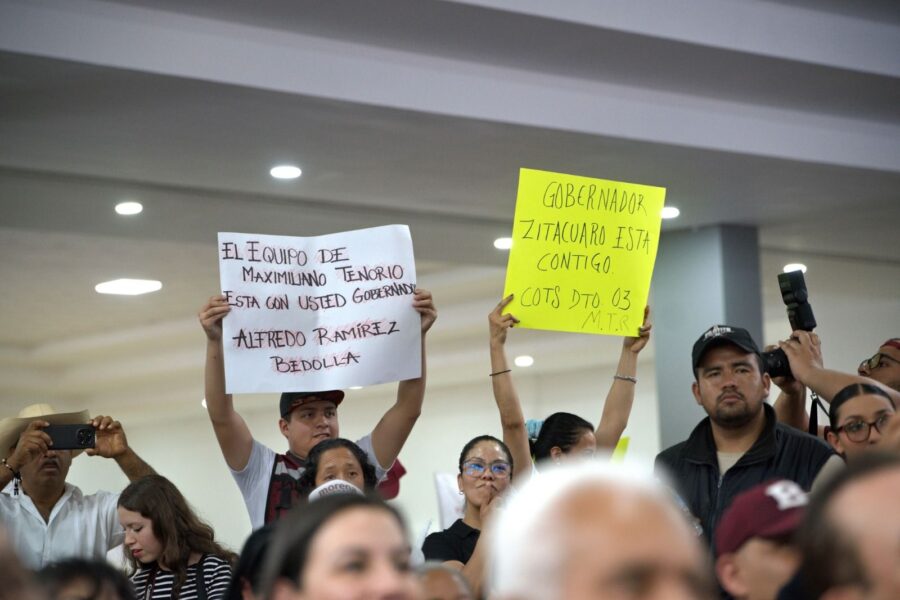 EL EQUIPO DE
MAXIMILIANO TENORIO
ESTA CON USTED GOBERNADOR
ALFREDO RAMÍREZ
BEDOLLA
GOBERNADOR
ZITACUARO ESTA
CONTIGO.
COTS DTO. 03
M.T.R
morena